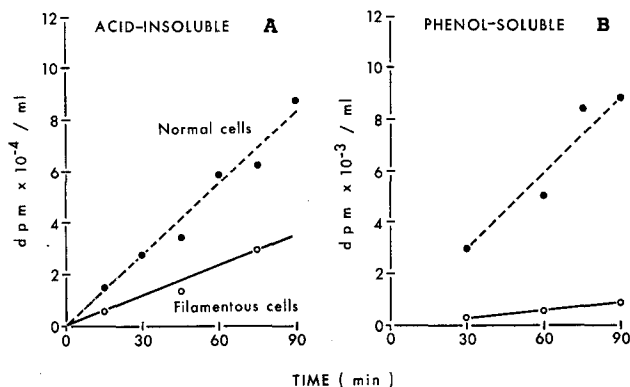 ACID-INSOLUBLE A
12
10
8
6
4
2
0
dpm × 10⁻⁴ / ml
Normal cells
Filamentous cells
0 30 60 90
PHENOL-SOLUBLE B
12
10
8
6
4
2
0
dpm × 10⁻³ / ml
0 30 60 90
TIME ( min )